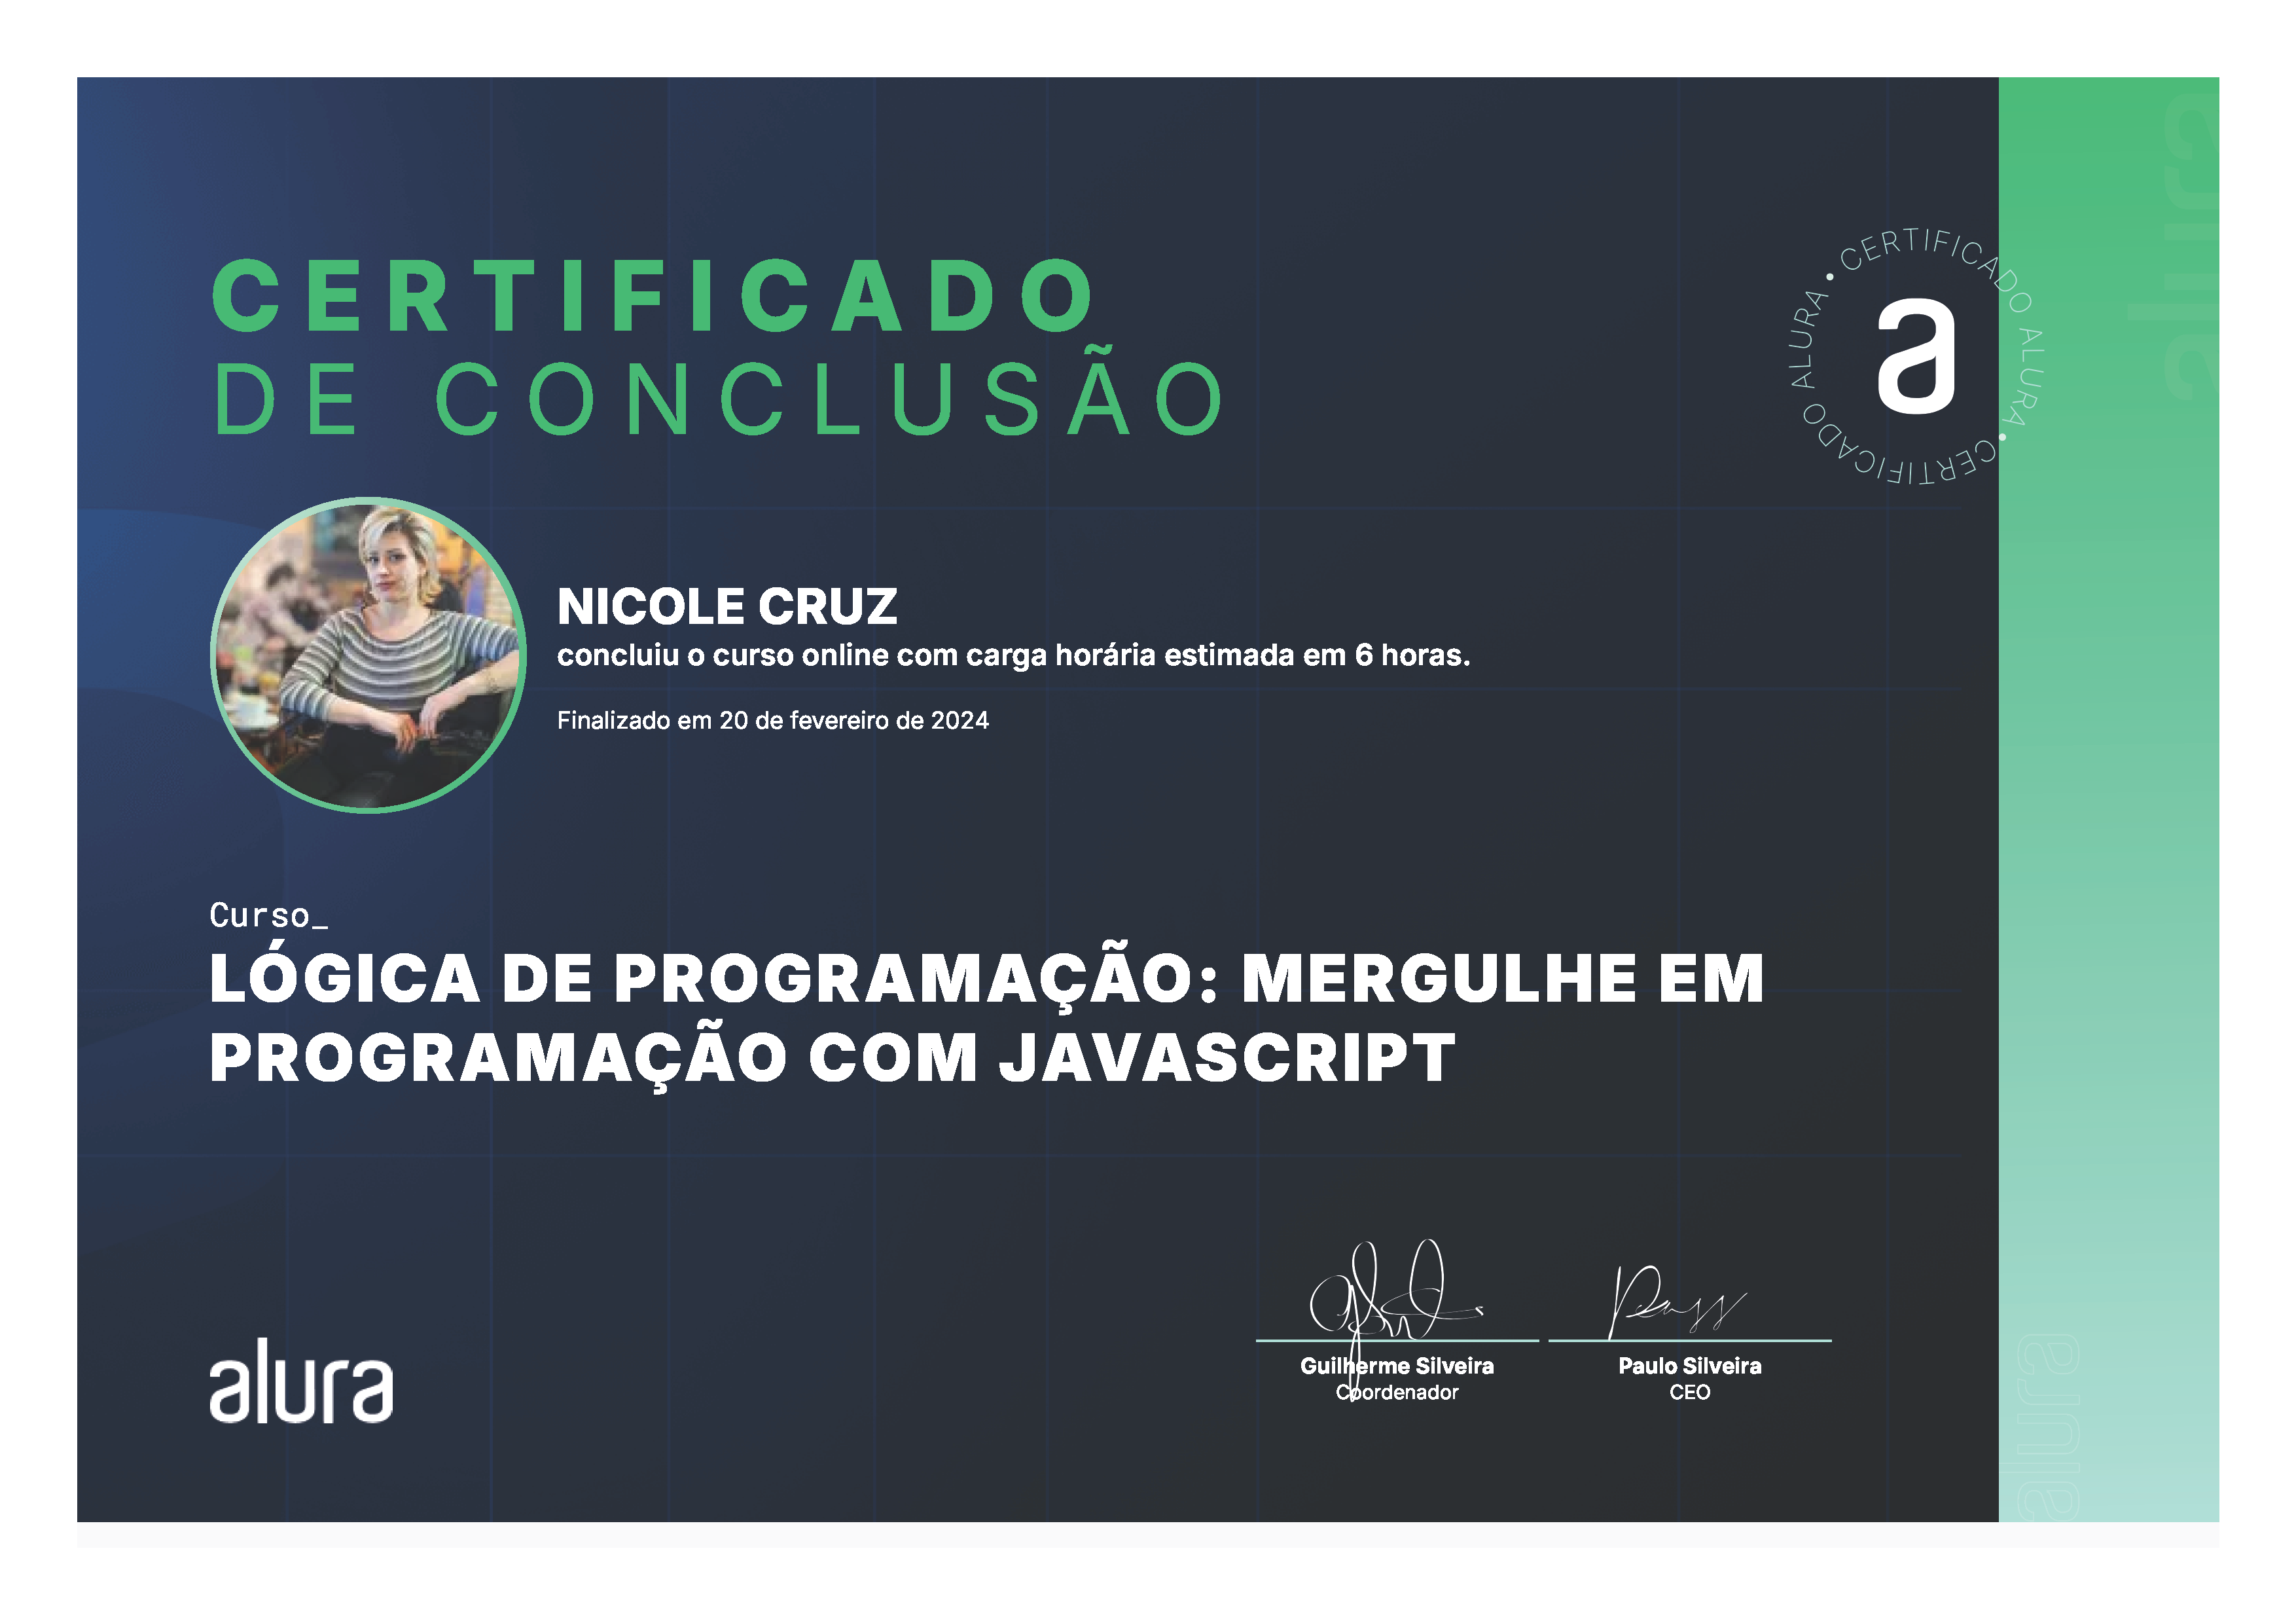 CERTIFICADO
DE CONCLUSÃO
• CERTIFICADO ALURA • CERTIFICADO ALURA
a
NICOLE CRUZ
concluiu o curso online com carga horária estimada em 6 horas.
Finalizado em 20 de fevereiro de 2024
Curso_
LÓGICA DE PROGRAMAÇÃO: MERGULHE EM
PROGRAMAÇÃO COM JAVASCRIPT
Guilherme Silveira
Coordenador
Paulo Silveira
CEO
alura
alura
alura